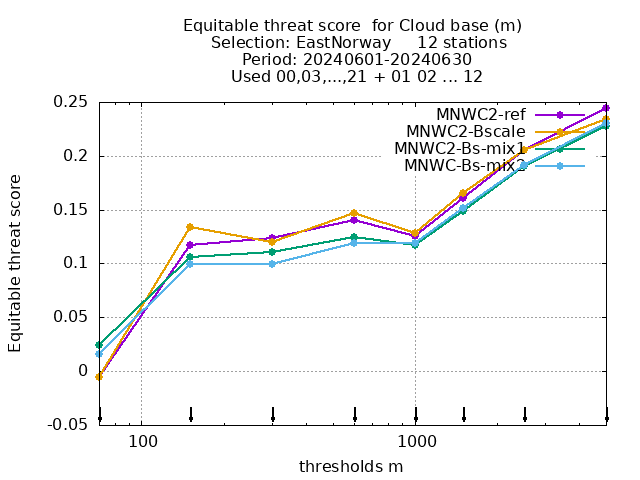 Equitable threat score  for Cloud base (m)
Selection: EastNorway     12 stations
Period: 20240601-20240630
Used 00,03,...,21 + 01 02 ... 12
MNWC2-ref
MNWC2-Bscale
MNWC2-Bs-mix1
MNWC-Bs-mix2
0.25
0.2
0.15
0.1
0.05
0
-0.05
Equitable threat score
100
1000
thresholds m